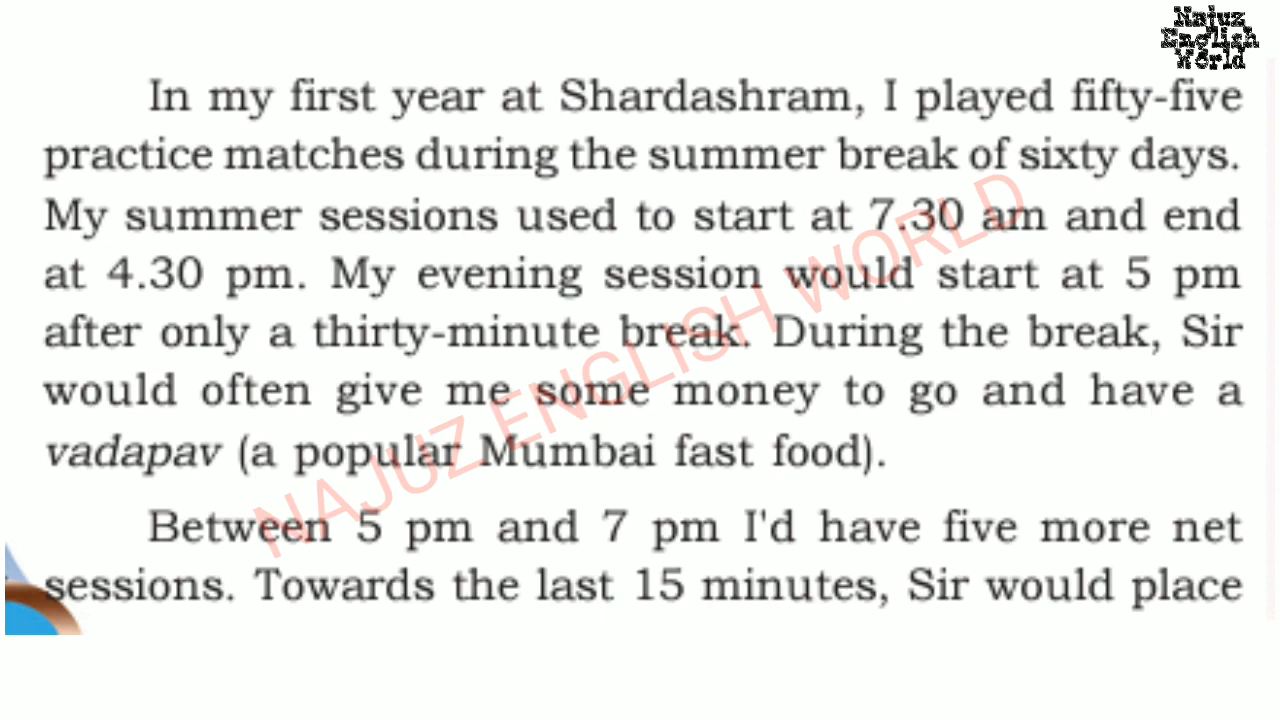 Najuz
English
World
In my first year at Shardashram, I played fifty-five
practice matches during the summer break of sixty days.
My summer sessions used to start at 7.30 am and end
at 4.30 pm. My evening session would start at 5 pm
after only a thirty-minute break. During the break, Sir
would often give me some money to go and have a
vadapav (a popular Mumbai fast food).
Between 5 pm and 7 pm I'd have five more net
sessions. Towards the last 15 minutes, Sir would place
NAJUZ ENGLISH WORLD